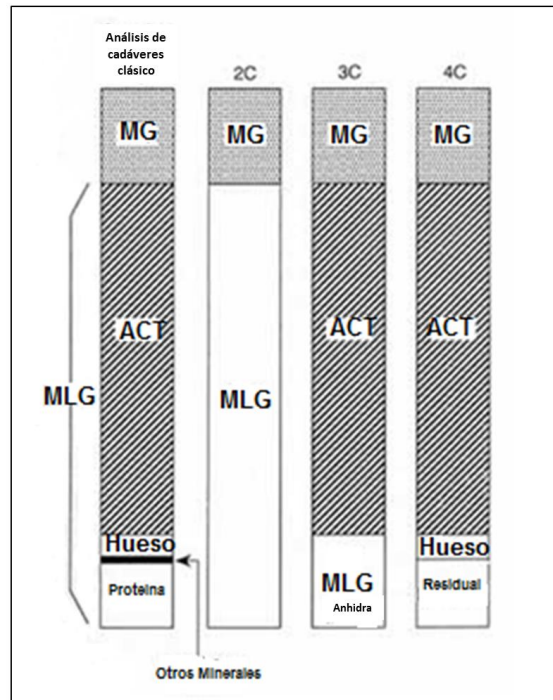 Análisis de
cadáveres
clásico
2C
3C
4C
MG
MG
MG
MG
ACT
ACT
ACT
MLG
MLG
Hueso
Hueso
Proteina
MLG
Anhidra
Residual
Otros Minerales